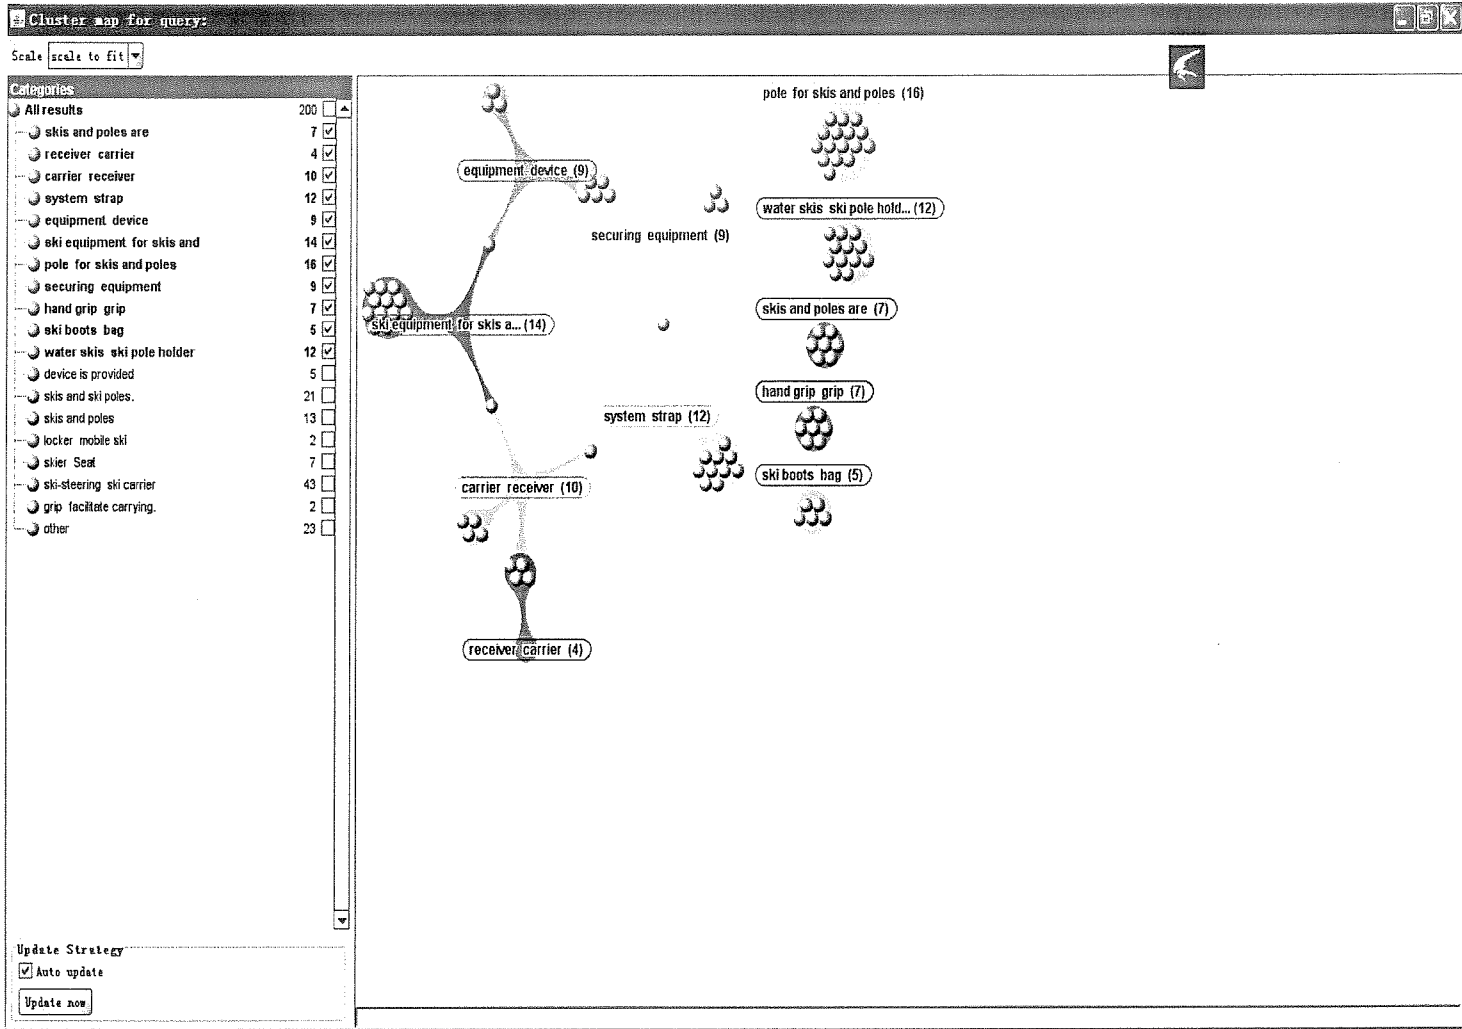 Cluster map for query:
Scale scale to fit
Categories
All results 200
skis and poles are 7
receiver carrier 4
carrier receiver 10
system strap 12
equipment device 9
ski equipment for skis and 14
pole for skis and poles 16
securing equipment 9
hand grip grip 7
ski boots bag 5
water skis ski pole holder 12
device is provided 5
skis and ski poles. 21
skis and poles 13
locker mobile ski 2
skier Seat 7
ski-steering ski carrier 43
grip facilitate carrying. 2
other 23
Update Strategy
Auto update
Update now
equipment device (9)
securing equipment (9)
ski equipment for skis a... (14)
system strap (12)
carrier receiver (10)
receiver carrier (4)
pole for skis and poles (16)
water skis ski pole hold... (12)
skis and poles are (7)
hand grip grip (7)
ski boots bag (5)